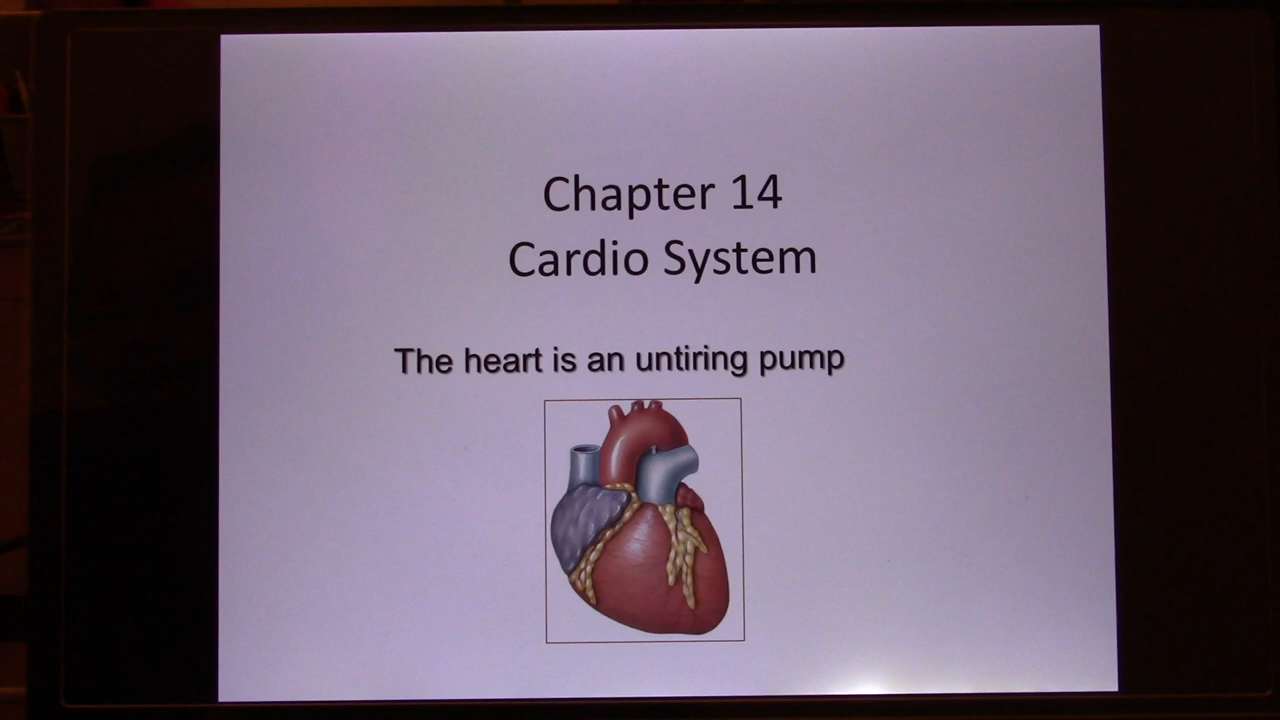 Chapter 14
Cardio System
The heart is an untiring pump